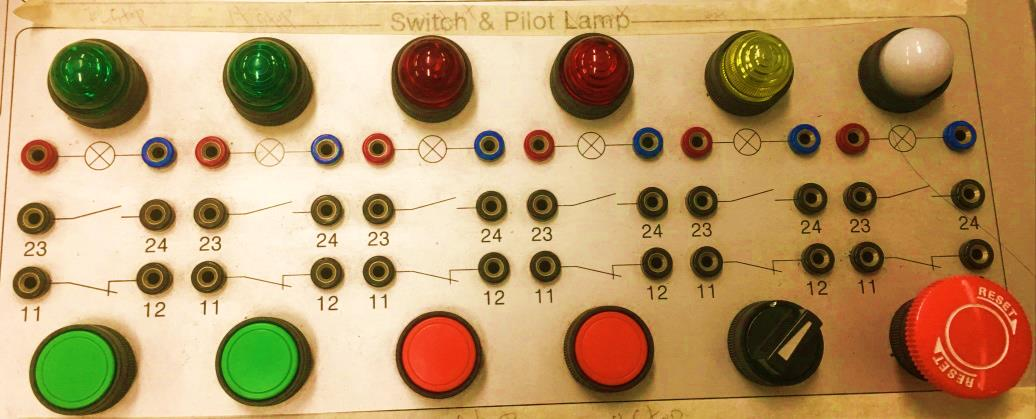 Switch & Pilot Lamp
23 24 23 24 23 24 23 24 23 24 23 24
11 12 11 12 11 12 11 12 11 12 11
RESET
RESET